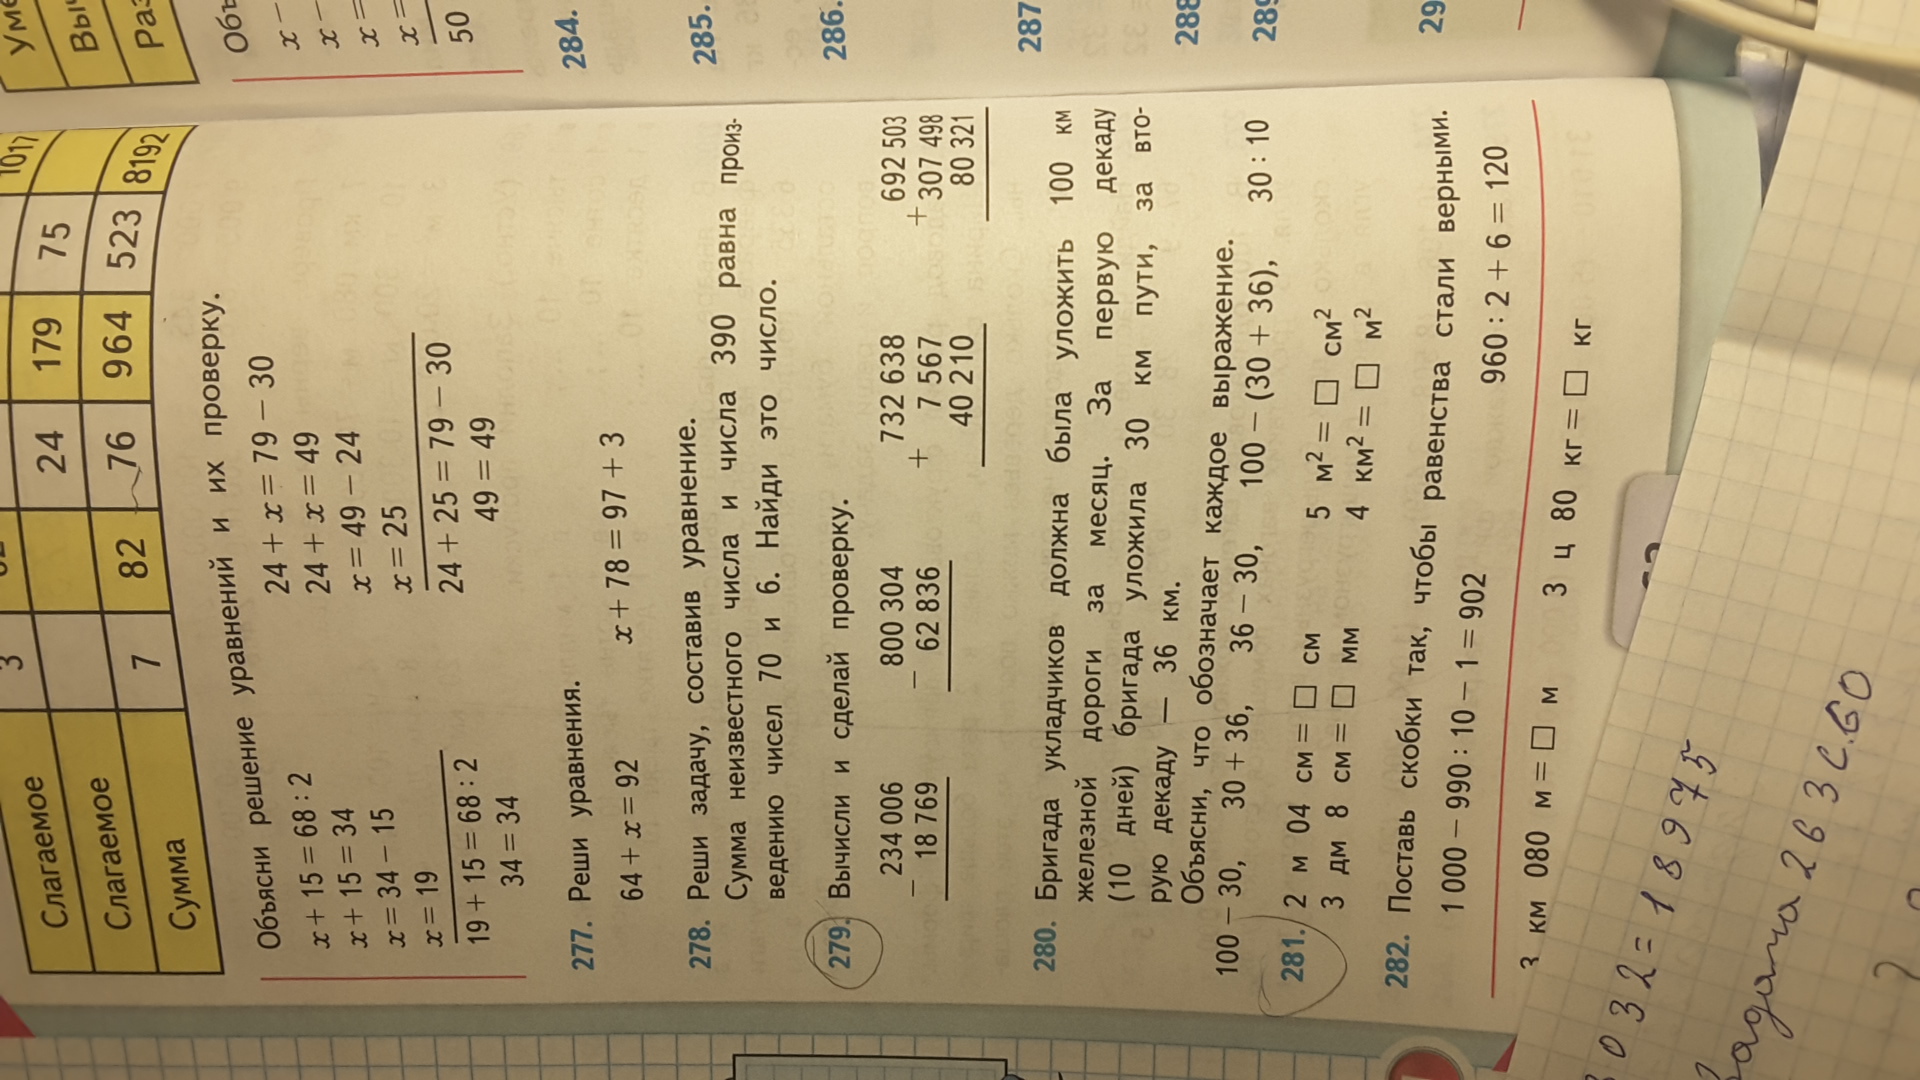 3 24 179 75 1017
Слагаемое
Слагаемое 7 82 76 964 523 8192
Сумма
Объясни решение уравнений и их проверку.
x + 15 = 68 : 2 24 + x = 79 − 30
x + 15 = 34 24 + x = 49
x = 34 − 15 x = 49 − 24
x = 19 x = 25
19 + 15 = 68 : 2 24 + 25 = 79 − 30
34 = 34 49 = 49
277. Реши уравнения.
64 + x = 92 x + 78 = 97 + 3
278. Реши задачу, составив уравнение.
Сумма неизвестного числа и числа 390 равна произ-
ведению чисел 70 и 6. Найди это число.
279. Вычисли и сделай проверку.
− 234 006 − 800 304 + 732 638 + 692 503
18 769 62 836 7 567 307 498
40 210 80 321
280. Бригада укладчиков должна была уложить 100 км
железной дороги за месяц. За первую декаду
(10 дней) бригада уложила 30 км пути, за вто-
рую декаду — 36 км.
Объясни, что обозначает каждое выражение.
100 − 30, 30 + 36, 36 − 30, 100 − (30 + 36), 30 : 10
281. 2 м 04 см = □ см 5 м² = □ см²
3 дм 8 см = □ мм 4 км² = □ м²
282. Поставь скобки так, чтобы равенства стали верными.
1 000 − 990 : 10 − 1 = 902 960 : 2 + 6 = 120
3 км 080 м = □ м 3 ц 80 кг = □ кг
Уме
Выч
Раз
Объ
x −
x −
x =
x =
50
284.
285.
286.
287
288
289
29
032 = 18975
Задача 263 с. 60